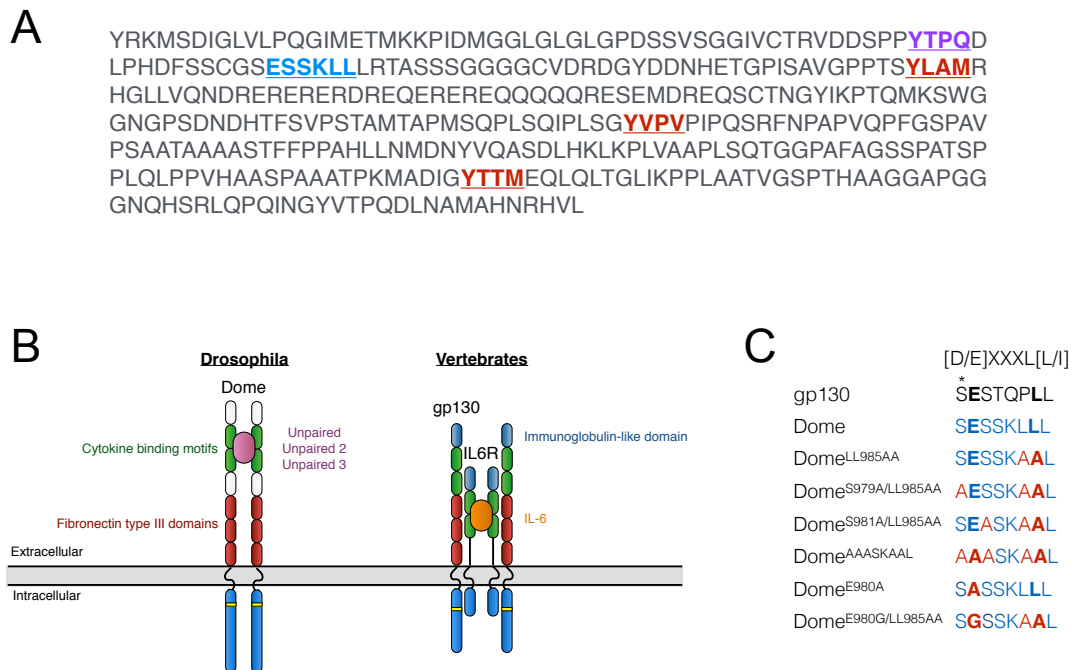 A
YRKMSDIGLVLPQGIMETMKKPIDMGGLGLGLGPDSSVSGGIVCTRVDDSPPYTPQD
LPHDFSSCGSESSKLLLRTASSSGGGGCVDRDGYDDNHETGPISAVGPPTSYLAMR
HGLLVQNDRERERERDREQEREREQQQQQRESEMDREQSCTNGYIKPTQMKSWG
GNGPSDNDHTFSVPSTAMTAPMSQPLSQIPLSGYVPVPIPQSRFNPAPVQPFGSPAV
PSAATAAAASTFFPPAHLLNMDNYVQASDLHKLKPLVAAPLSQTGGPAFAGSSPATSP
PLQLPPVHAASPAAATPKMADIGYTTMEQLQLTGLIKPPLAATVGSPTHAAGGAPGG
GNQHSRLQPQINGYVTPQDLNAMAHNRHVL
B
Drosophila
Dome
Cytokine binding motifs
Unpaired
Unpaired 2
Unpaired 3
Fibronectin type III domains
Extracellular
Intracellular
Vertebrates
gp130
IL6R
Immunoglobulin-like domain
IL-6
C
[D/E]XXXL[L/I]
*
gp130 SESTQPLL
Dome SESSKLLL
Dome^LL985AA SESSKAAL
Dome^S979A/LL985AA AESSKAAL
Dome^S981A/LL985AA SEASKAAL
Dome^AAASKAAL AAASKAAL
Dome^E980A SASSKLLL
Dome^E980G/LL985AA SGSSKAAL